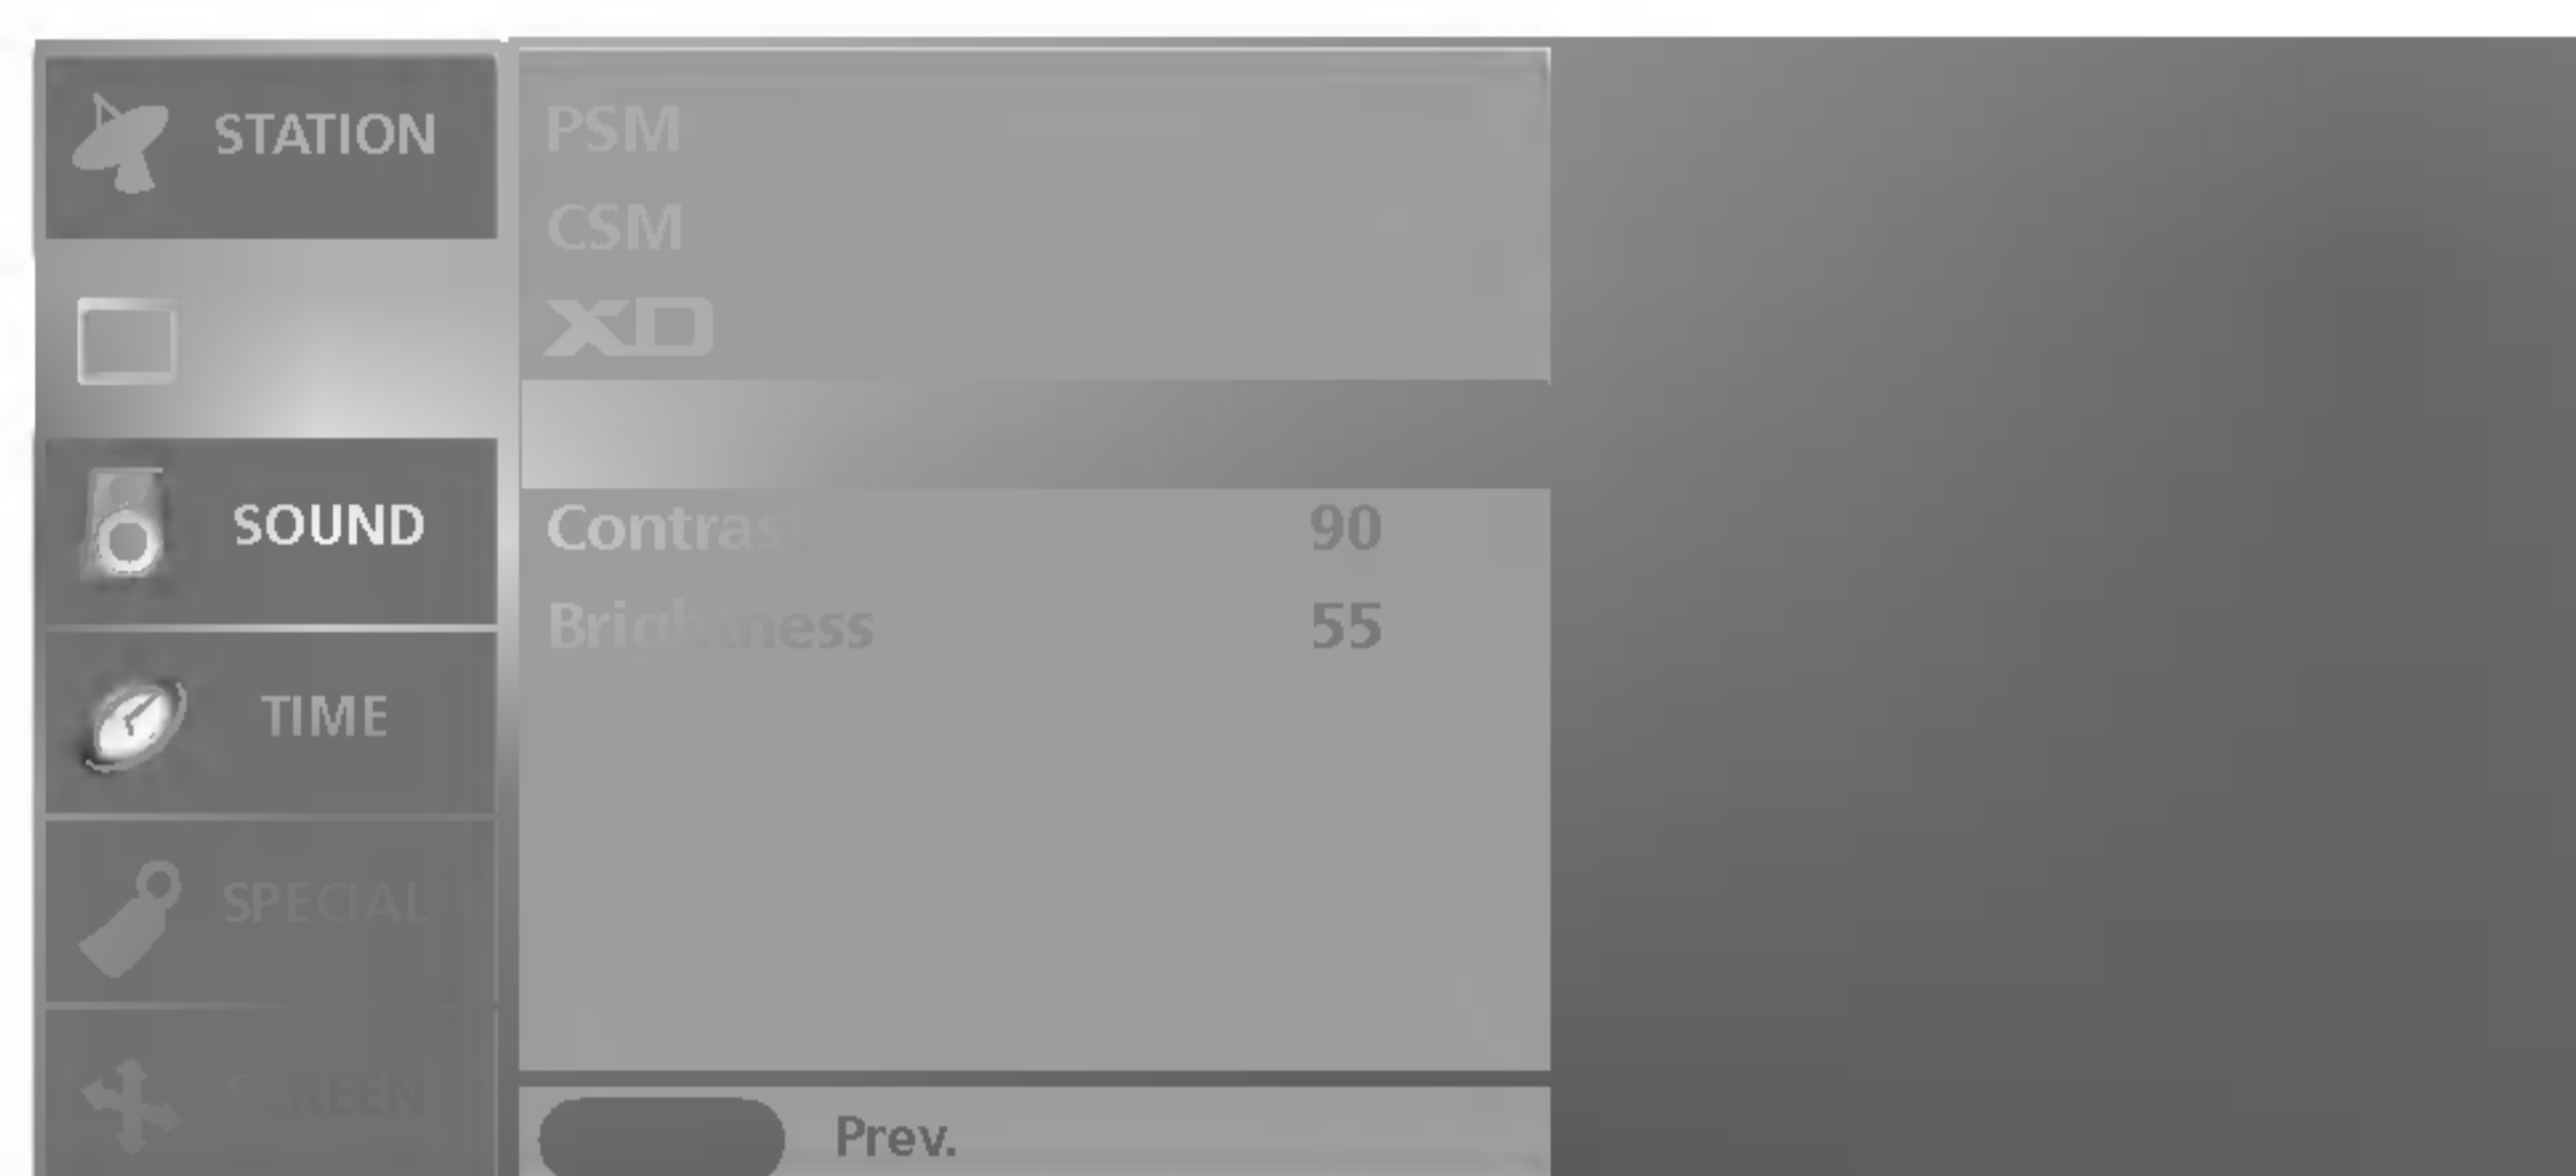 STATION
SOUND
TIME
SPECIAL
SCREEN
PSM
CSM
XD
Contrast 90
Brightness 55
Prev.